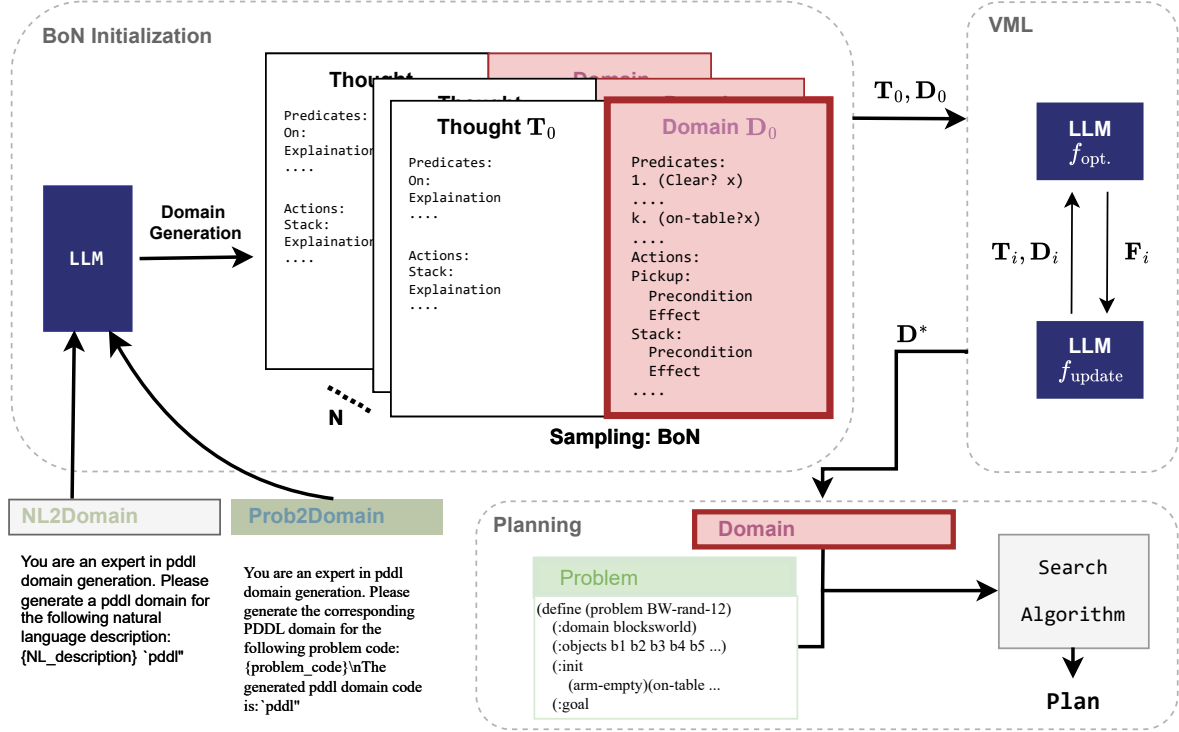 BoN Initialization
LLM
Domain
Generation
Thought
Domain
Predicates:
On:
Explaination
....
Actions:
Stack:
Explaination
....
Thought
Thought T₀
Predicates:
On:
Explaination
....
Actions:
Stack:
Explaination
....
Domain D₀
Predicates:
1. (Clear? x)
....
k. (on-table?x)
....
Actions:
Pickup:
Precondition
Effect
Stack:
Precondition
Effect
....
N
Sampling: BoN
T₀, D₀
VML
LLM
f_opt.
T_i, D_i
F_i
LLM
f_update
D*
NL2Domain
You are an expert in pddl
domain generation. Please
generate a pddl domain for
the following natural
language description:
{NL_description} `pddl"
Prob2Domain
You are an expert in pddl
domain generation. Please
generate the corresponding
PDDL domain for the
following problem code:
{problem_code}\nThe
generated pddl domain code
is:`pddl"
Planning
Domain
Problem
(define (problem BW-rand-12)
(:domain blocksworld)
(:objects b1 b2 b3 b4 b5 ...)
(:init
(arm-empty)(on-table ...
(:goal
Search
Algorithm
Plan